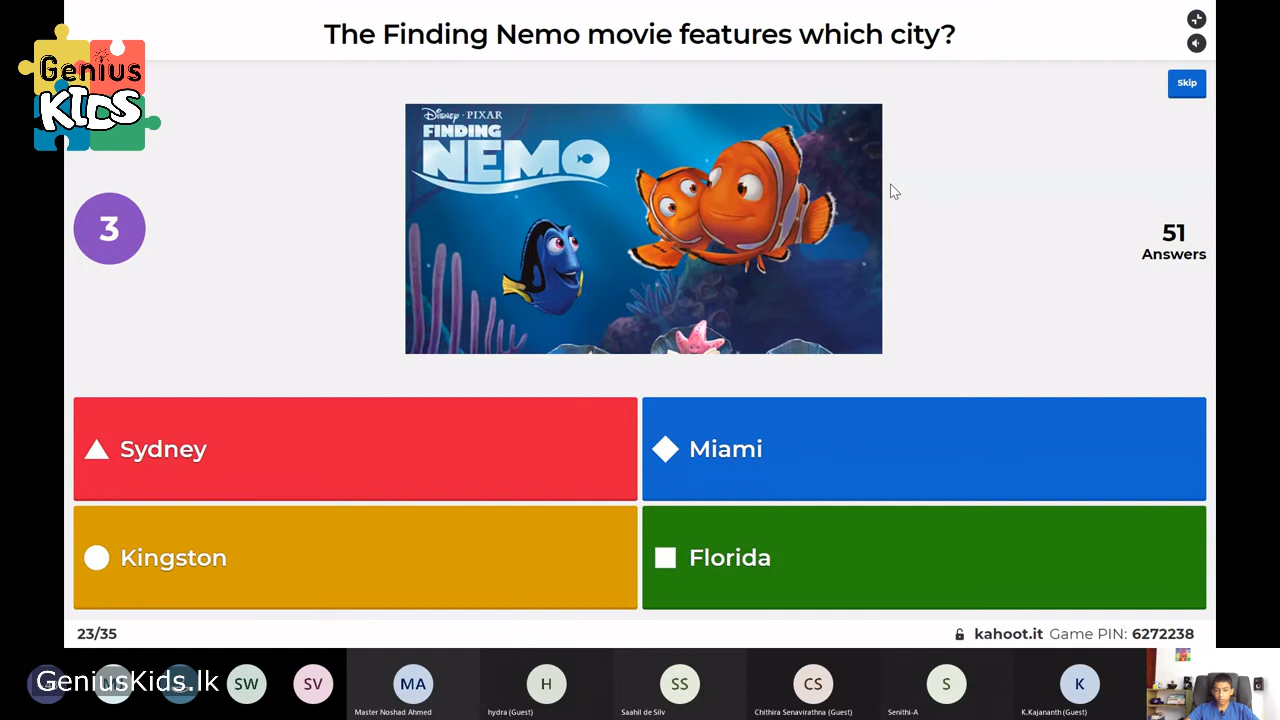 The Finding Nemo movie features which city?
Genius
KIDS
Skip
Disney · PIXAR
FINDING
NEMO
3
51
Answers
Sydney
Miami
Kingston
Florida
23/35
kahoot.it Game PIN: 6272238
GeniusKids.lk
SW
SV
MA
H
SS
CS
S
K
Master Noshad Ahmed
hydra (Guest)
Saahil de Silv
Chithira Senavirathna (Guest)
Senithi-A
K.Kajananth (Guest)